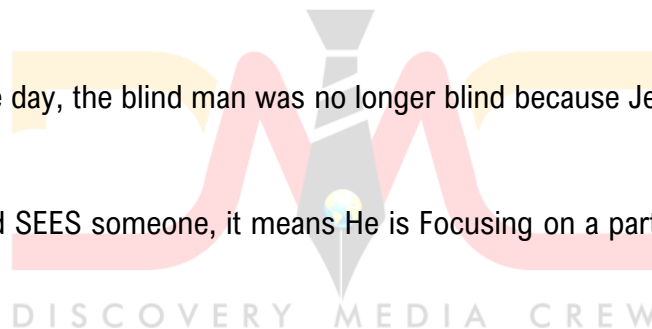 day, the blind man was no longer blind because
SEES someone, it means He is Focusing on a
DISCOVERY MEDIA CREW